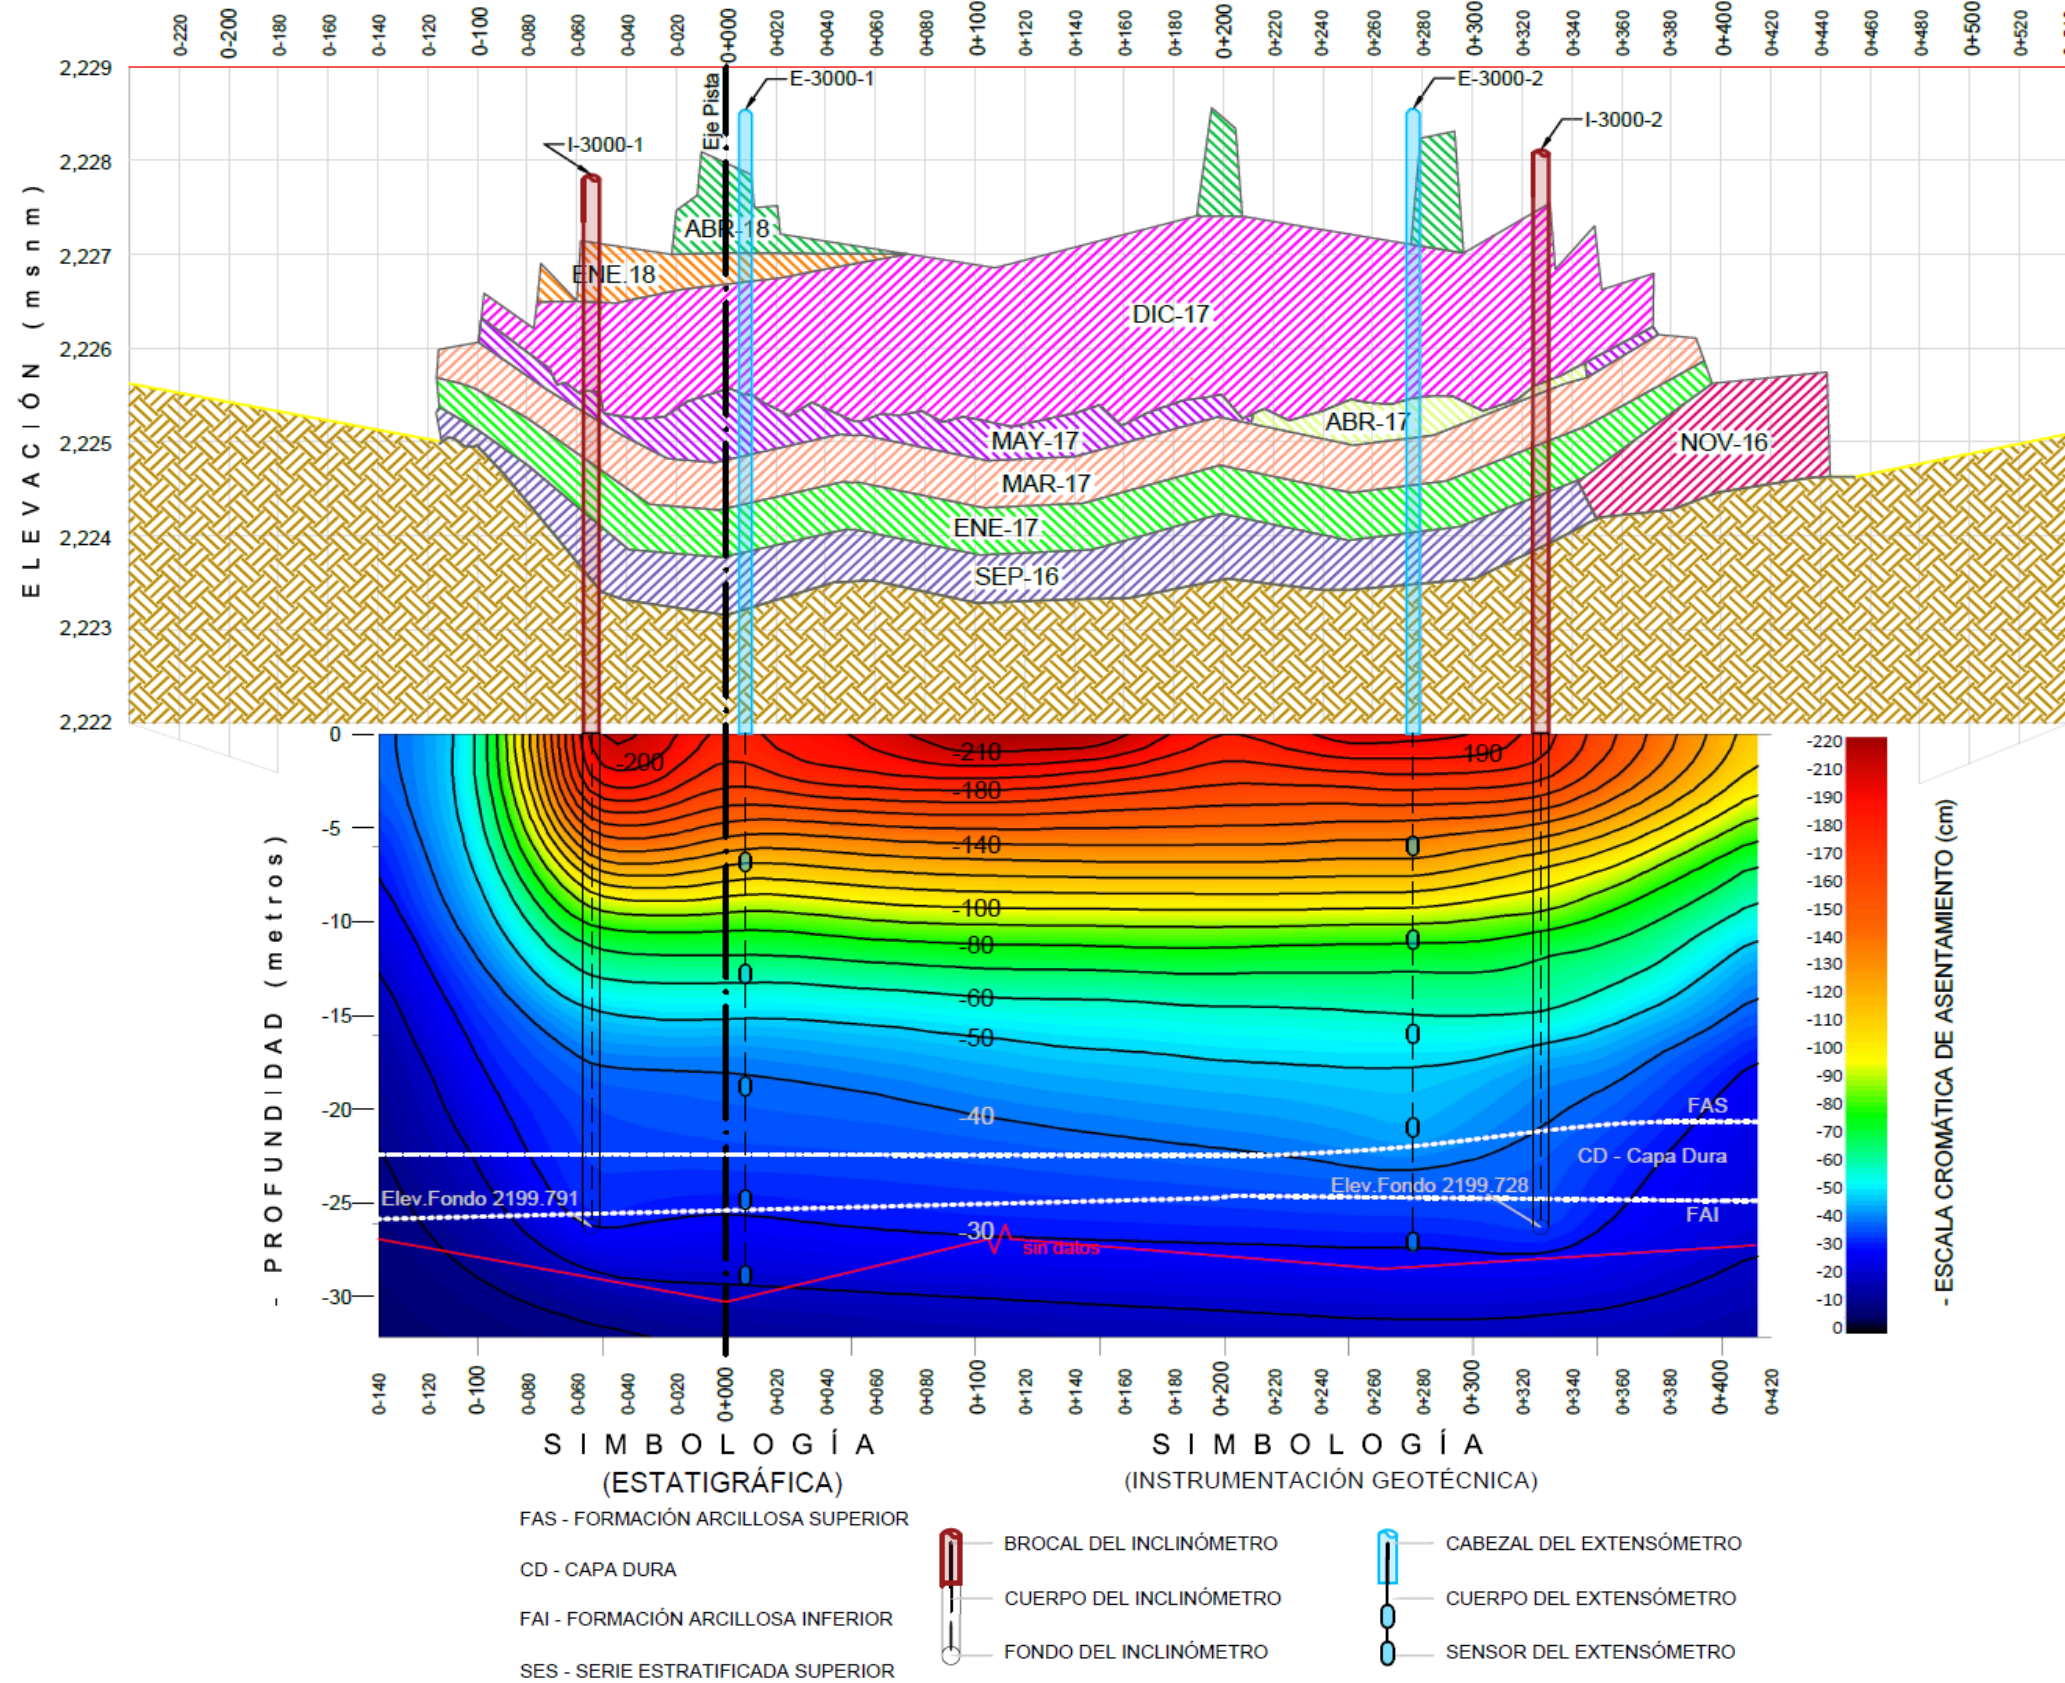 0-220 0-200 0-180 0-160 0-140 0-120 0-100 0-080 0-060 0-040 0-020 0+000 0+020 0+040 0+060 0+080 0+100 0+120 0+140 0+160 0+180 0+200 0+220 0+240 0+260 0+280 0+300 0+320 0+340 0+360 0+380 0+400 0+420 0+440 0+460 0+480 0+500 0+520
2,229
2,228
2,227
2,226
2,225
2,224
2,223
2,222
ELEVACIÓN (msnm)
Eje Pista
E-3000-1
E-3000-2
I-3000-1
I-3000-2
ABR-18
ENE.18
DIC-17
ABR-17
MAY-17
NOV-16
MAR-17
ENE-17
SEP-16
0
-5
-10
-15
-20
-25
-30
- PROFUNDIDAD (metros)
-200
-210
190
-180
-140
-100
-80
-60
-50
-40
-30
FAS
CD - Capa Dura
Elev.Fondo 2199.791
Elev.Fondo 2199.728
FAI
sin datos
-220
-210
-190
-180
-170
-160
-150
-140
-130
-120
-110
-100
-90
-80
-70
-60
-50
-40
-30
-20
-10
0
- ESCALA CROMÁTICA DE ASENTAMIENTO (cm)
0-140 0-120 0-100 0-080 0-060 0-040 0-020 0+000 0+020 0+040 0+060 0+080 0+100 0+120 0+140 0+160 0+180 0+200 0+220 0+240 0+260 0+280 0+300 0+320 0+340 0+360 0+380 0+400 0+420
SIMBOLOGÍA
(ESTATIGRÁFICA)
FAS - FORMACIÓN ARCILLOSA SUPERIOR
CD - CAPA DURA
FAI - FORMACIÓN ARCILLOSA INFERIOR
SES - SERIE ESTRATIFICADA SUPERIOR
SIMBOLOGÍA
(INSTRUMENTACIÓN GEOTÉCNICA)
BROCAL DEL INCLINÓMETRO
CUERPO DEL INCLINÓMETRO
FONDO DEL INCLINÓMETRO
CABEZAL DEL EXTENSÓMETRO
CUERPO DEL EXTENSÓMETRO
SENSOR DEL EXTENSÓMETRO